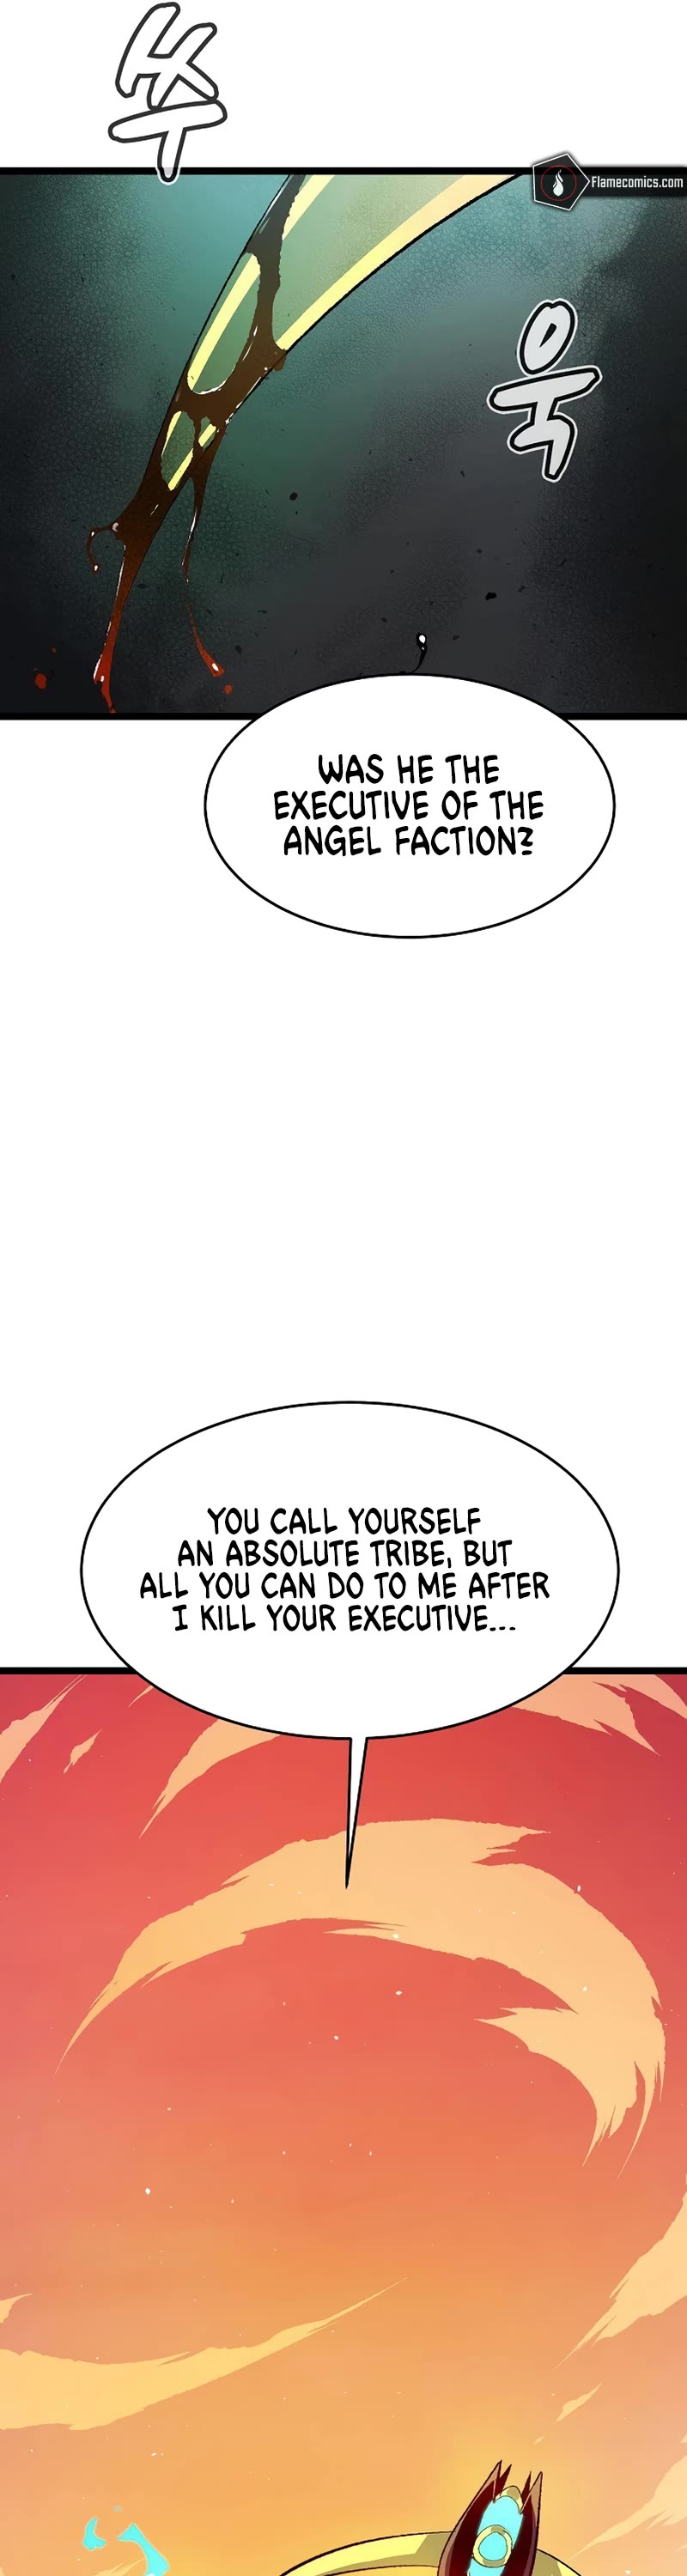 뿌
Flamecomics.com
욱
WAS HE THE
EXECUTIVE OF THE
ANGEL FACTION?
YOU CALL YOURSELF
AN ABSOLUTE TRIBE, BUT
ALL YOU CAN DO TO ME AFTER
I KILL YOUR EXECUTIVE...